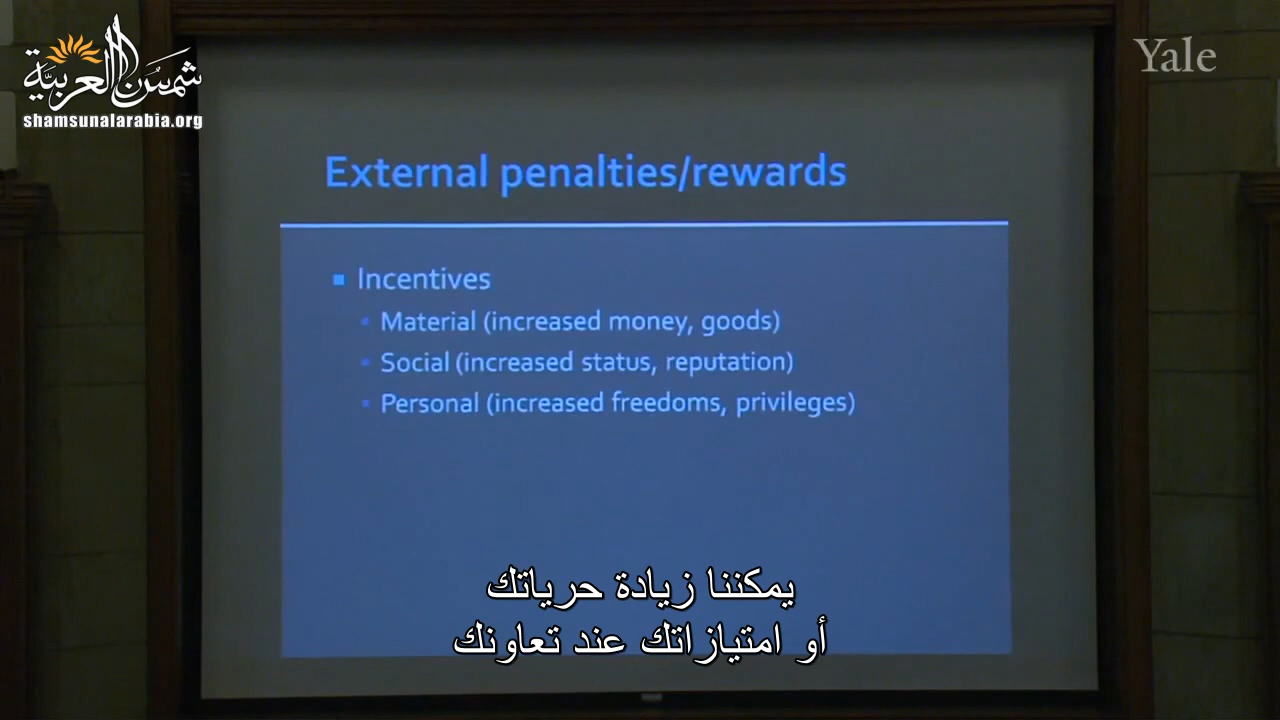 شمس العربية
shamsunalarabia.org
Yale
External penalties/rewards
Incentives
Material (increased money, goods)
Social (increased status, reputation)
Personal (increased freedoms, privileges)
يمكننا زيادة حرياتك
أو امتيازاتك عند تعاونك